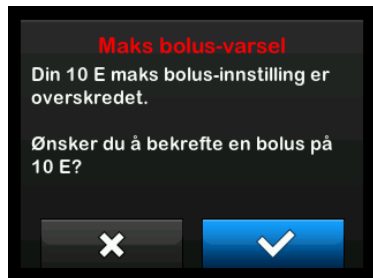 Maks bolus-varsel
Din 10 E maks bolus-innstilling er
overskredet.
Ønsker du å bekrefte en bolus på
10 E?